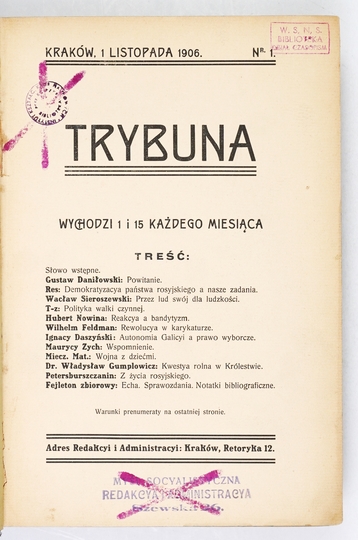 W. S. N. S.
BIBLIOTEKA
DZIAŁ CZASOPISM
KRAKÓW, 1 LISTOPADA 1906. Nr. 1.
TRYBUNA
WYCHODZI 1 i 15 KAŻDEGO MIESIĄCA
TREŚĆ:
Słowo wstępne.
Gustaw Daniłowski: Powitanie.
Res: Demokratyzacya państwa rosyjskiego a nasze zadania.
Wacław Sieroszewski: Przez lud swój dla ludzkości.
T-z: Polityka walki czynnej.
Hubert Nowina: Reakcya a bandytyzm.
Wilhelm Feldman: Rewolucya w karykaturze.
Ignacy Daszyński: Autonomia Galicyi a prawo wyborcze.
Maurycy Zych: Wspomnienie.
Miecz. Mat.: Wojna z dziećmi.
Dr. Władysław Gumplowicz: Kwestya rolna w Królestwie.
Petersburszczanin: Z życia rosyjskiego.
Fejleton zbiorowy: Echa. Sprawozdania. Notatki bibliograficzne.
Warunki prenumeraty na ostatniej stronie.
Adres Redakcyi i Administracyi: Kraków, Retoryka 12.
SOCYALISTYCZNA
REDAKCYA I ADMINISTRACYA